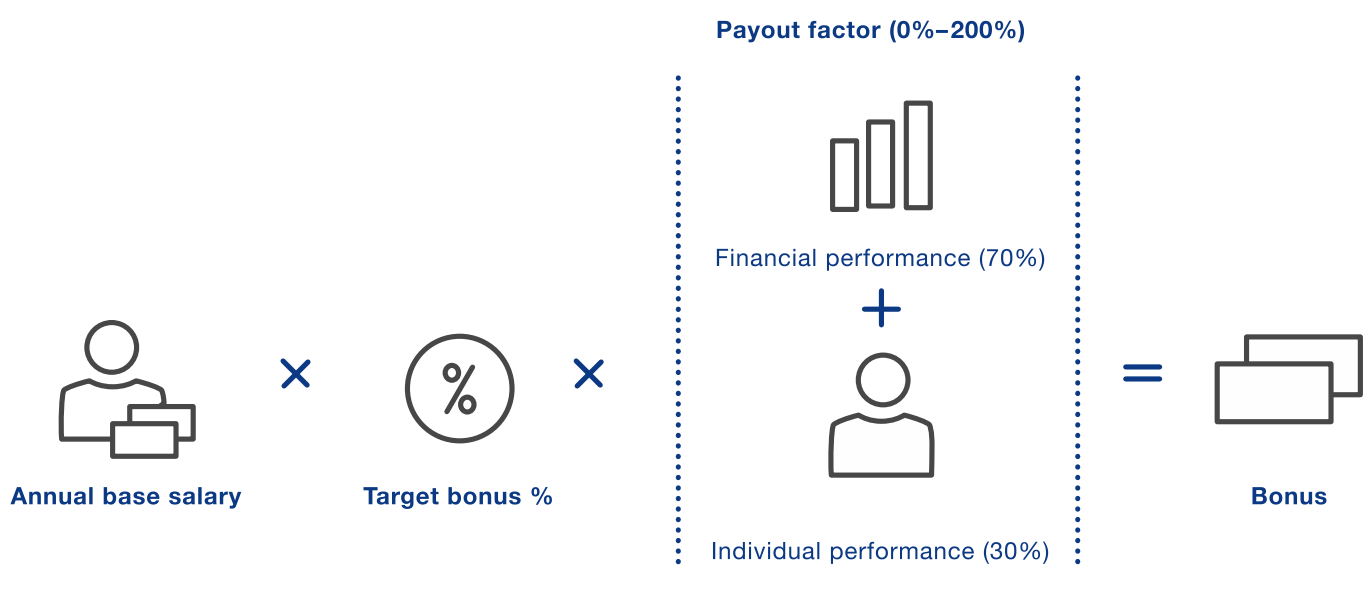 Payout factor (0%–200%)
Financial performance (70%)
+
Individual performance (30%)
Annual base salary
×
%
Target bonus %
×
=
Bonus